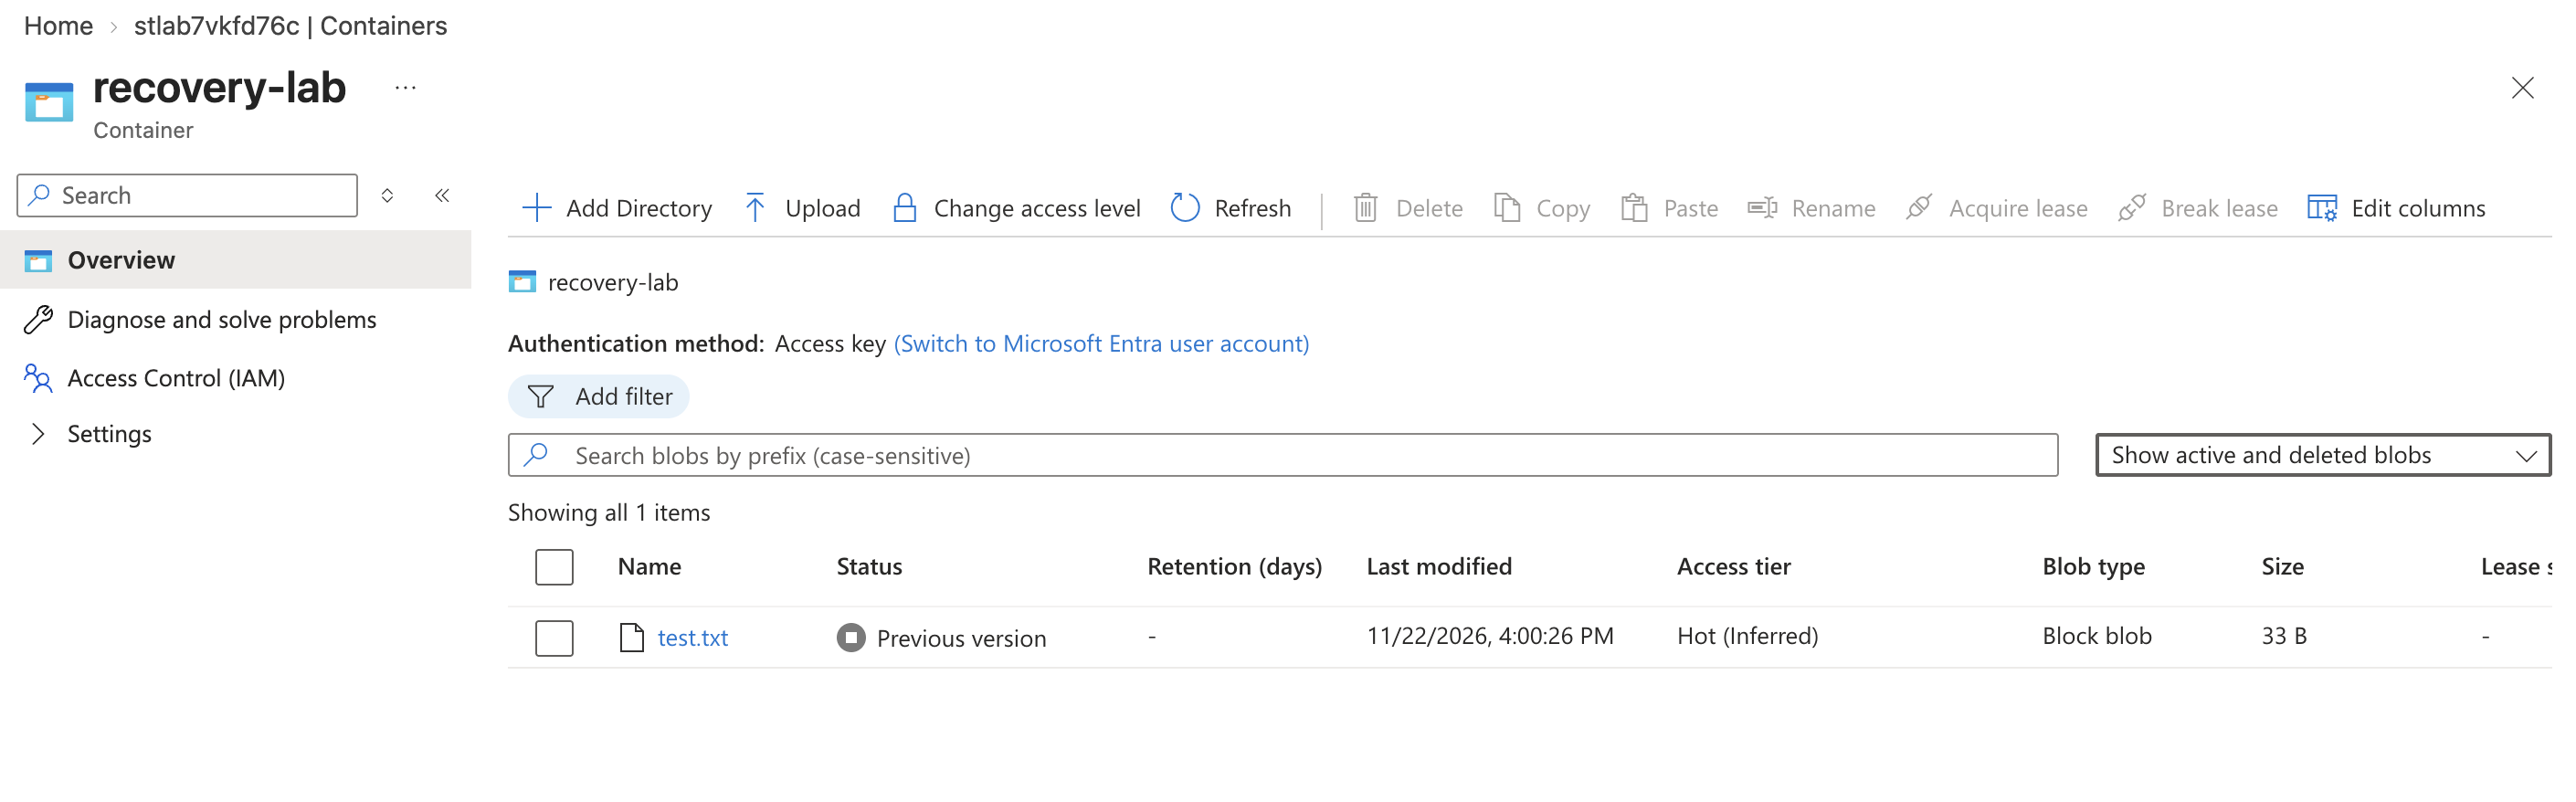 Home > stlab7vkfd76c | Containers
recovery-lab ...
Container
Search
Overview
Diagnose and solve problems
Access Control (IAM)
Settings
Add Directory Upload Change access level Refresh Delete Copy Paste Rename Acquire lease Break lease Edit columns
recovery-lab
Authentication method: Access key (Switch to Microsoft Entra user account)
Add filter
Search blobs by prefix (case-sensitive) Show active and deleted blobs
Showing all 1 items
Name Status Retention (days) Last modified Access tier Blob type Size Lease
test.txt Previous version - 11/22/2026, 4:00:26 PM Hot (Inferred) Block blob 33 B -